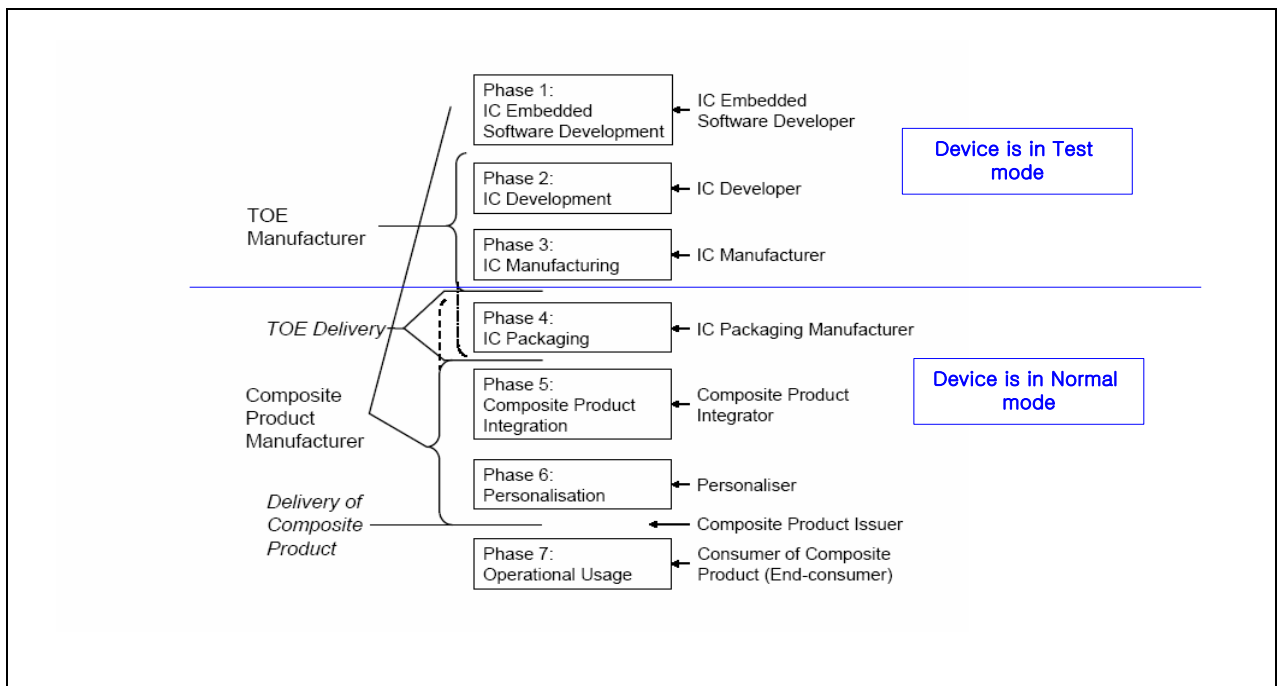 Phase 1:
IC Embedded
Software Development
IC Embedded
Software Developer
Device is in Test
mode
Phase 2:
IC Development
IC Developer
TOE
Manufacturer
Phase 3:
IC Manufacturing
IC Manufacturer
TOE Delivery
Phase 4:
IC Packaging
IC Packaging Manufacturer
Device is in Normal
mode
Composite
Product
Manufacturer
Phase 5:
Composite Product
Integration
Composite Product
Integrator
Phase 6:
Personalisation
Personaliser
Delivery of
Composite
Product
Composite Product Issuer
Phase 7:
Operational Usage
Consumer of Composite
Product (End-consumer)